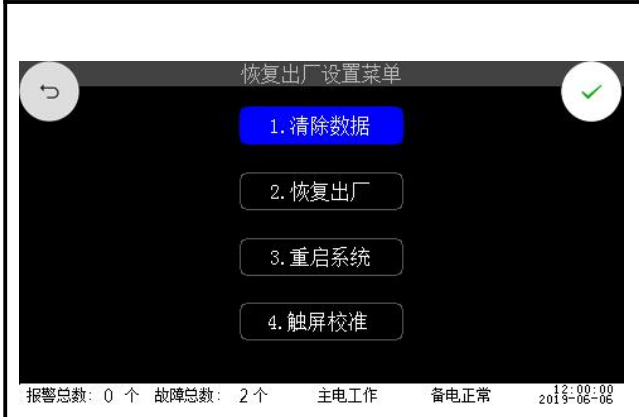 恢复出厂设置菜单
1.清除数据
2.恢复出厂
3.重启系统
4.触屏校准
报警总数: 0 个 故障总数: 2个 主电工作 备电正常 12:00:00
2019-06-06